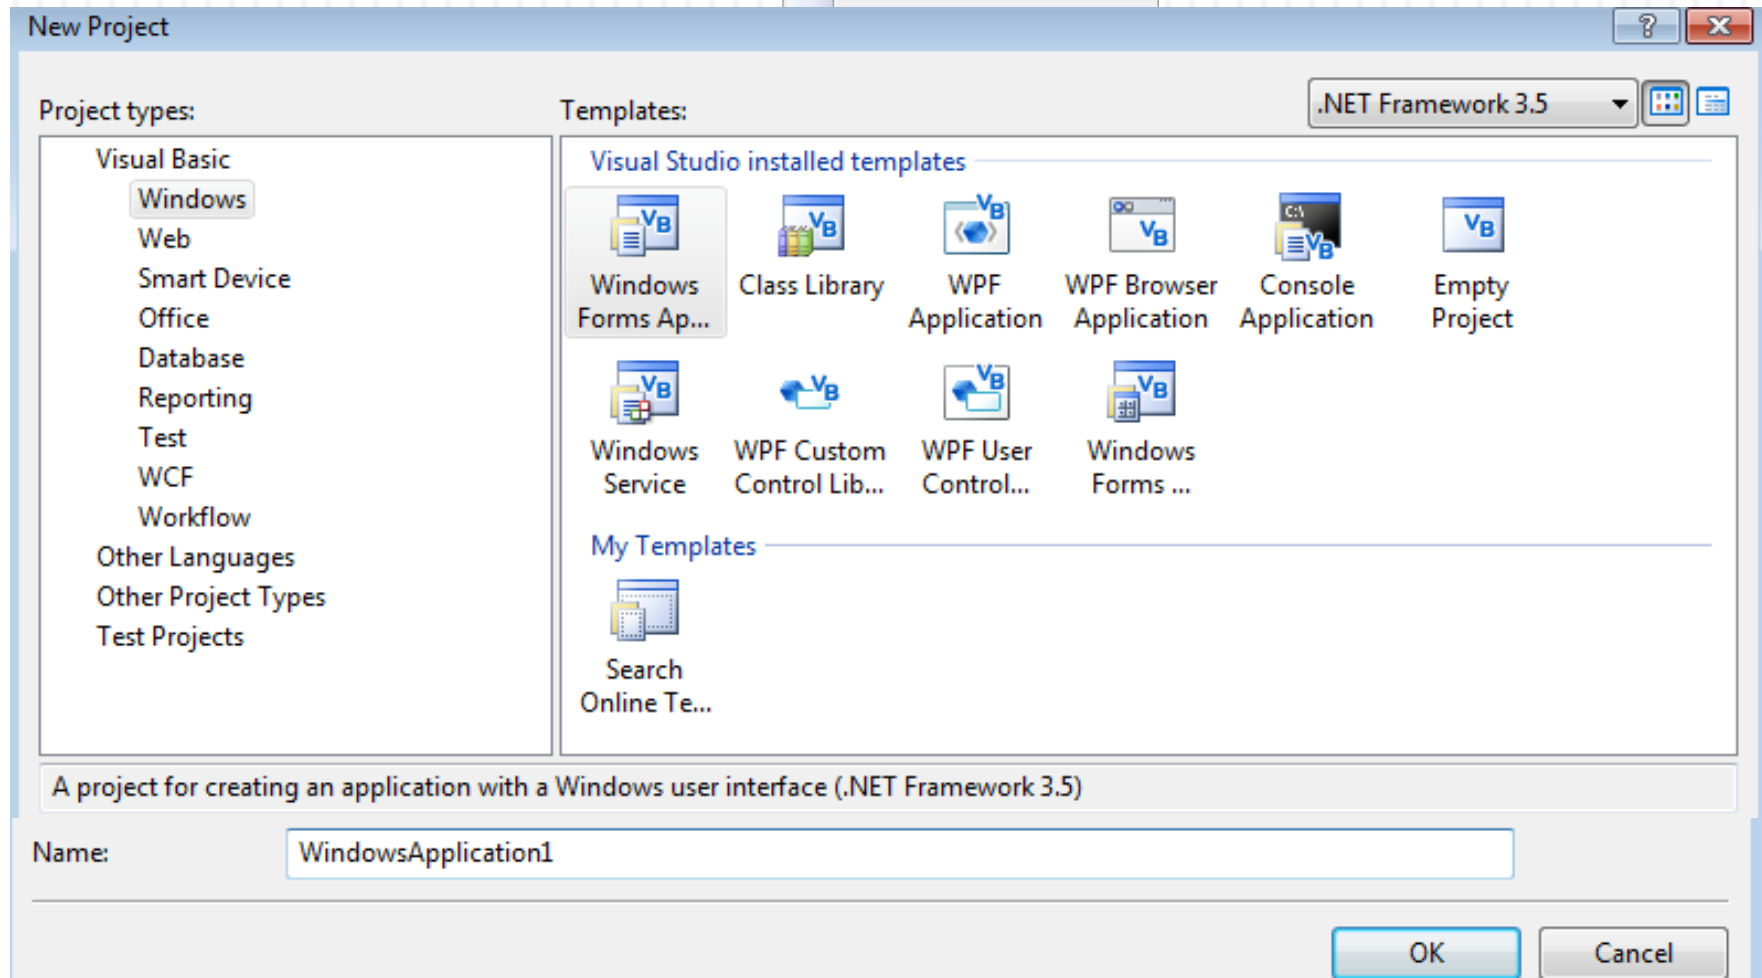 New Project
Project types:
Templates:
.NET Framework 3.5
Visual Basic
Windows
Web
Smart Device
Office
Database
Reporting
Test
WCF
Workflow
Other Languages
Other Project Types
Test Projects
Visual Studio installed templates
Windows
Forms Ap...
Class Library
WPF
Application
WPF Browser
Application
Console
Application
Empty
Project
Windows
Service
WPF Custom
Control Lib...
WPF User
Control...
Windows
Forms ...
My Templates
Search
Online Te...
A project for creating an application with a Windows user interface (.NET Framework 3.5)
Name:
WindowsApplication1
OK
Cancel